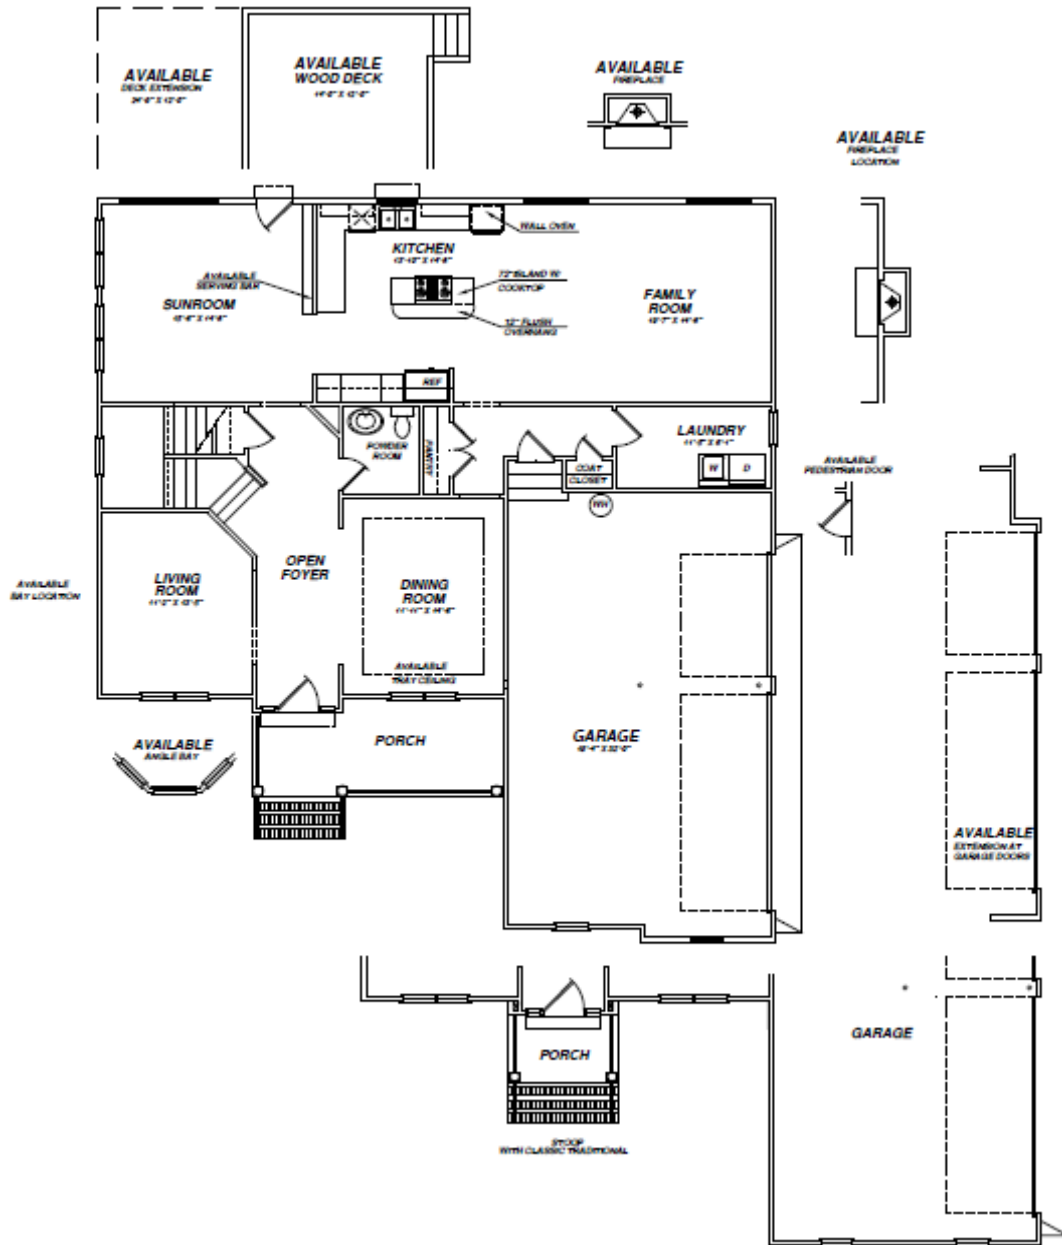 AVAILABLE
DECK EXTENSION
AVAILABLE
WOOD DECK
AVAILABLE
FIREPLACE
AVAILABLE
FIREPLACE
LOCATION
WALL OVEN
KITCHEN
AVAILABLE
SERVING BAR
SUNROOM
72" ISLAND W/
COOKTOP
12" FLUSH
OVERHANG
FAMILY
ROOM
REF
POWDER
ROOM
PANTRY
LAUNDRY
W
D
COAT
CLOSET
WH
AVAILABLE
PEDESTRIAN DOOR
AVAILABLE
BAY LOCATION
LIVING
ROOM
OPEN
FOYER
DINING
ROOM
AVAILABLE
TRAY CEILING
AVAILABLE
ANGLE BAY
PORCH
GARAGE
AVAILABLE
EXTENSION AT
GARAGE DOORS
PORCH
GARAGE
STOOP
WITH CLASSIC TRADITIONAL